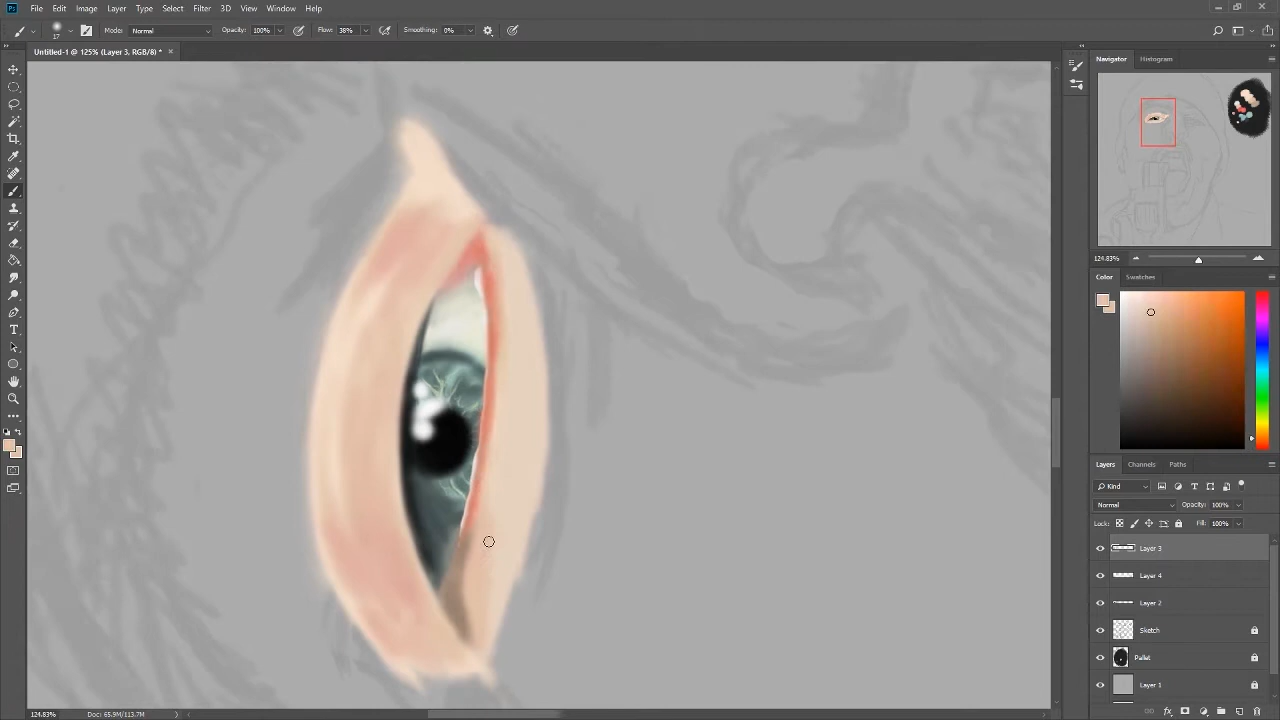 Ps File Edit Image Layer Type Select Filter 3D View Window Help
17 Mode: Normal Opacity: 100% Flow: 38% Smoothing: 0%
Untitled-1 @ 125% (Layer 3, RGB/8) * ×
Navigator Histogram
124.83%
Color Swatches
Layers Channels Paths
Kind
Normal Opacity: 100%
Lock: Fill: 100%
Layer 3
Layer 4
Layer 2
Sketch
Pallet
Layer 1
fx
124.83% Doc: 65.9M/113.7M